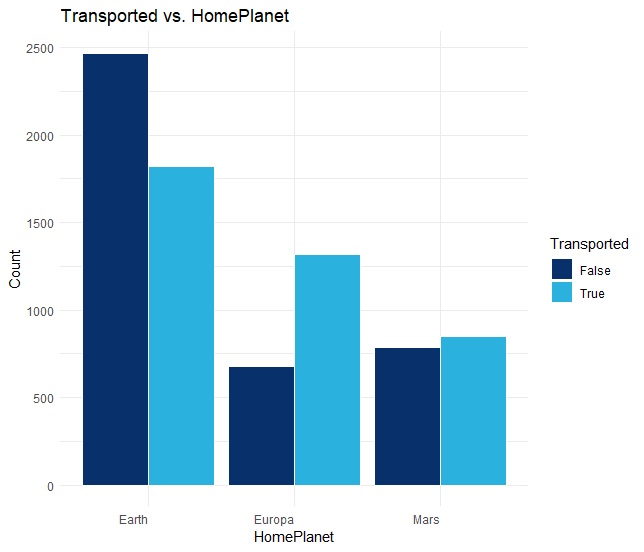 Transported vs. HomePlanet
2500
2000
1500
1000
500
0
Count
Earth
Europa
Mars
HomePlanet
Transported
False
True